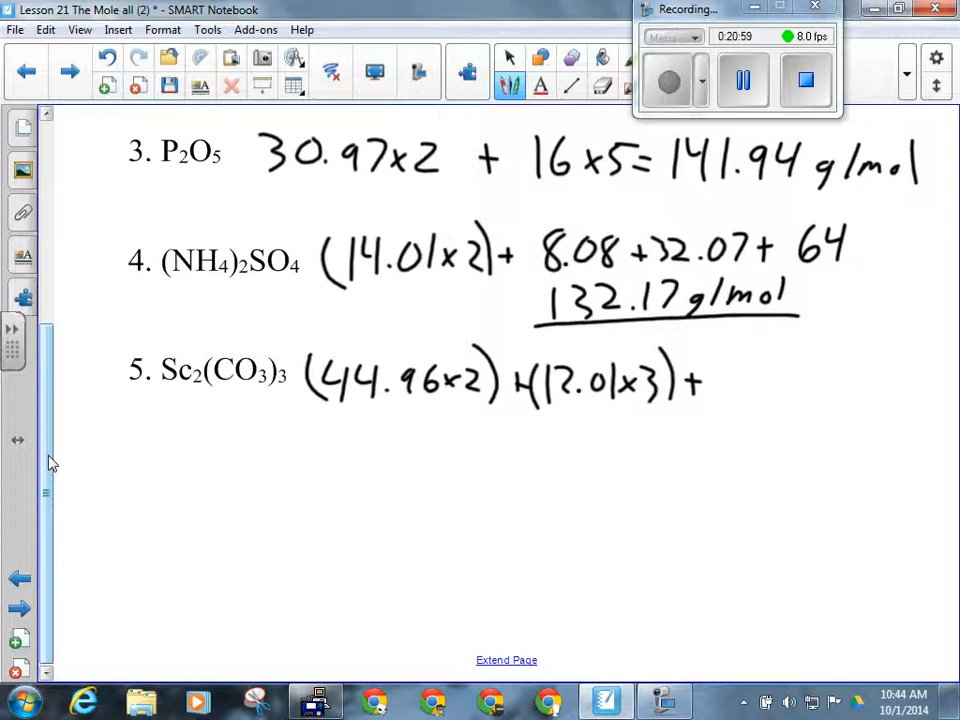 Lesson 21 The Mole all (2) * - SMART Notebook
Recording...
File Edit View Insert Format Tools Add-ons Help
Menu 0:20:59 8.0 fps
3. P₂O₅ 30.97x2 + 16x5= 141.94 g/mol
4. (NH₄)₂SO₄ (14.01x2)+ 8.08 +32.07+ 64
132.17 g/mol
5. Sc₂(CO₃)₃ (44.96x2) +(12.01x3)+
Extend Page
10:44 AM
10/1/2014